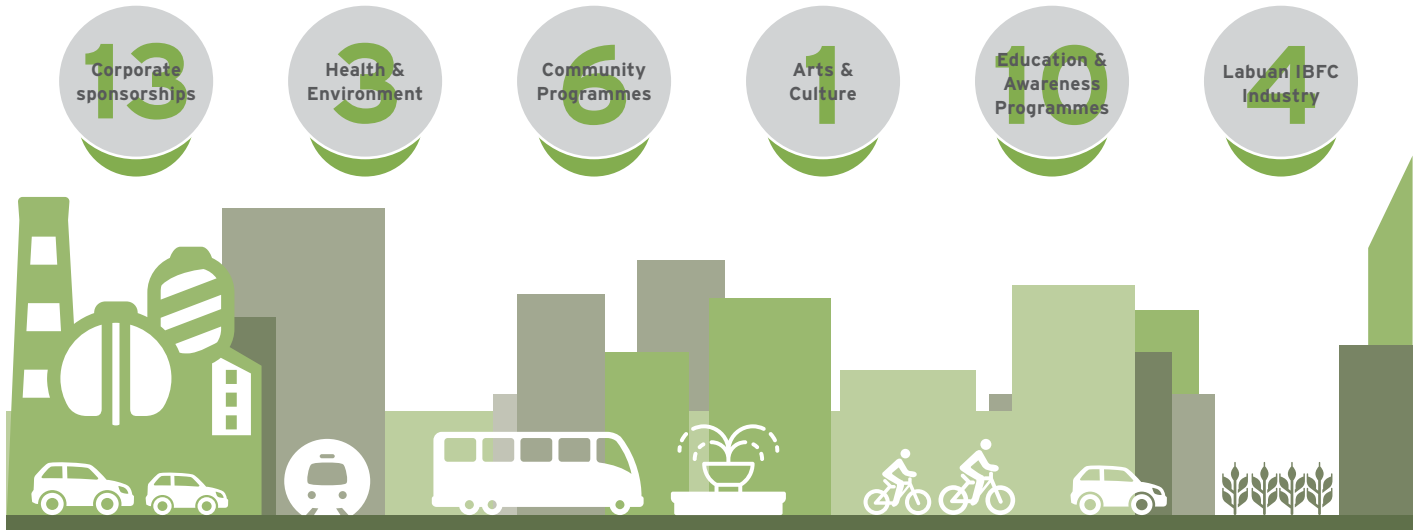 13
Corporate
sponsorships
3
Health &
Environment
6
Community
Programmes
1
Arts &
Culture
10
Education &
Awareness
Programmes
4
Labuan IBFC
Industry